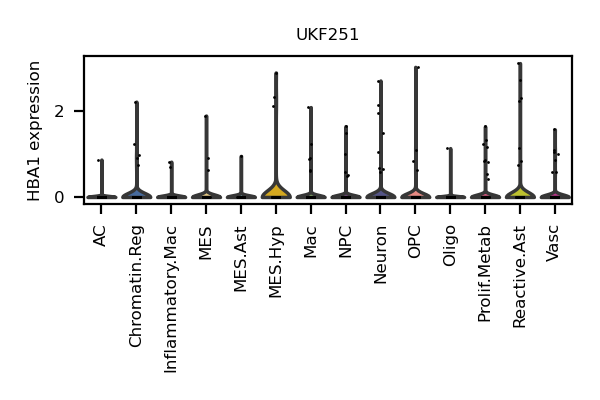 UKF251
HBA1 expression
2
0
AC
Chromatin.Reg
Inflammatory.Mac
MES
MES.Ast
MES.Hyp
Mac
NPC
Neuron
OPC
Oligo
Prolif.Metab
Reactive.Ast
Vasc